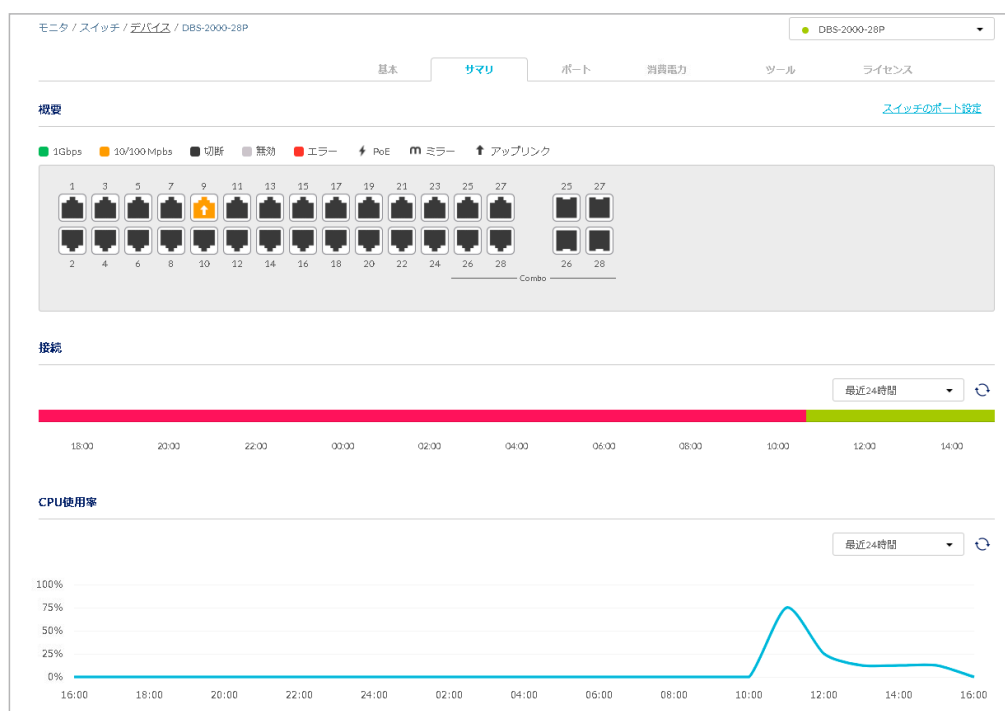 モニタ / スイッチ / デバイス / DBS-2000-28P
DBS-2000-28P
基本 サマリ ポート 消費電力 ツール ライセンス
概要 スイッチのポート設定
1Gbps 10/100 Mpbs 切断 無効 エラー PoE ミラー アップリンク
1 3 5 7 9 11 13 15 17 19 21 23 25 27 25 27
2 4 6 8 10 12 14 16 18 20 22 24 26 28 26 28
Combo
接続
最近24時間
18:00 20:00 22:00 00:00 02:00 04:00 06:00 08:00 10:00 12:00 14:00
CPU使用率
最近24時間
100%
75%
50%
25%
0%
16:00 18:00 20:00 22:00 24:00 02:00 04:00 06:00 08:00 10:00 12:00 14:00 16:00